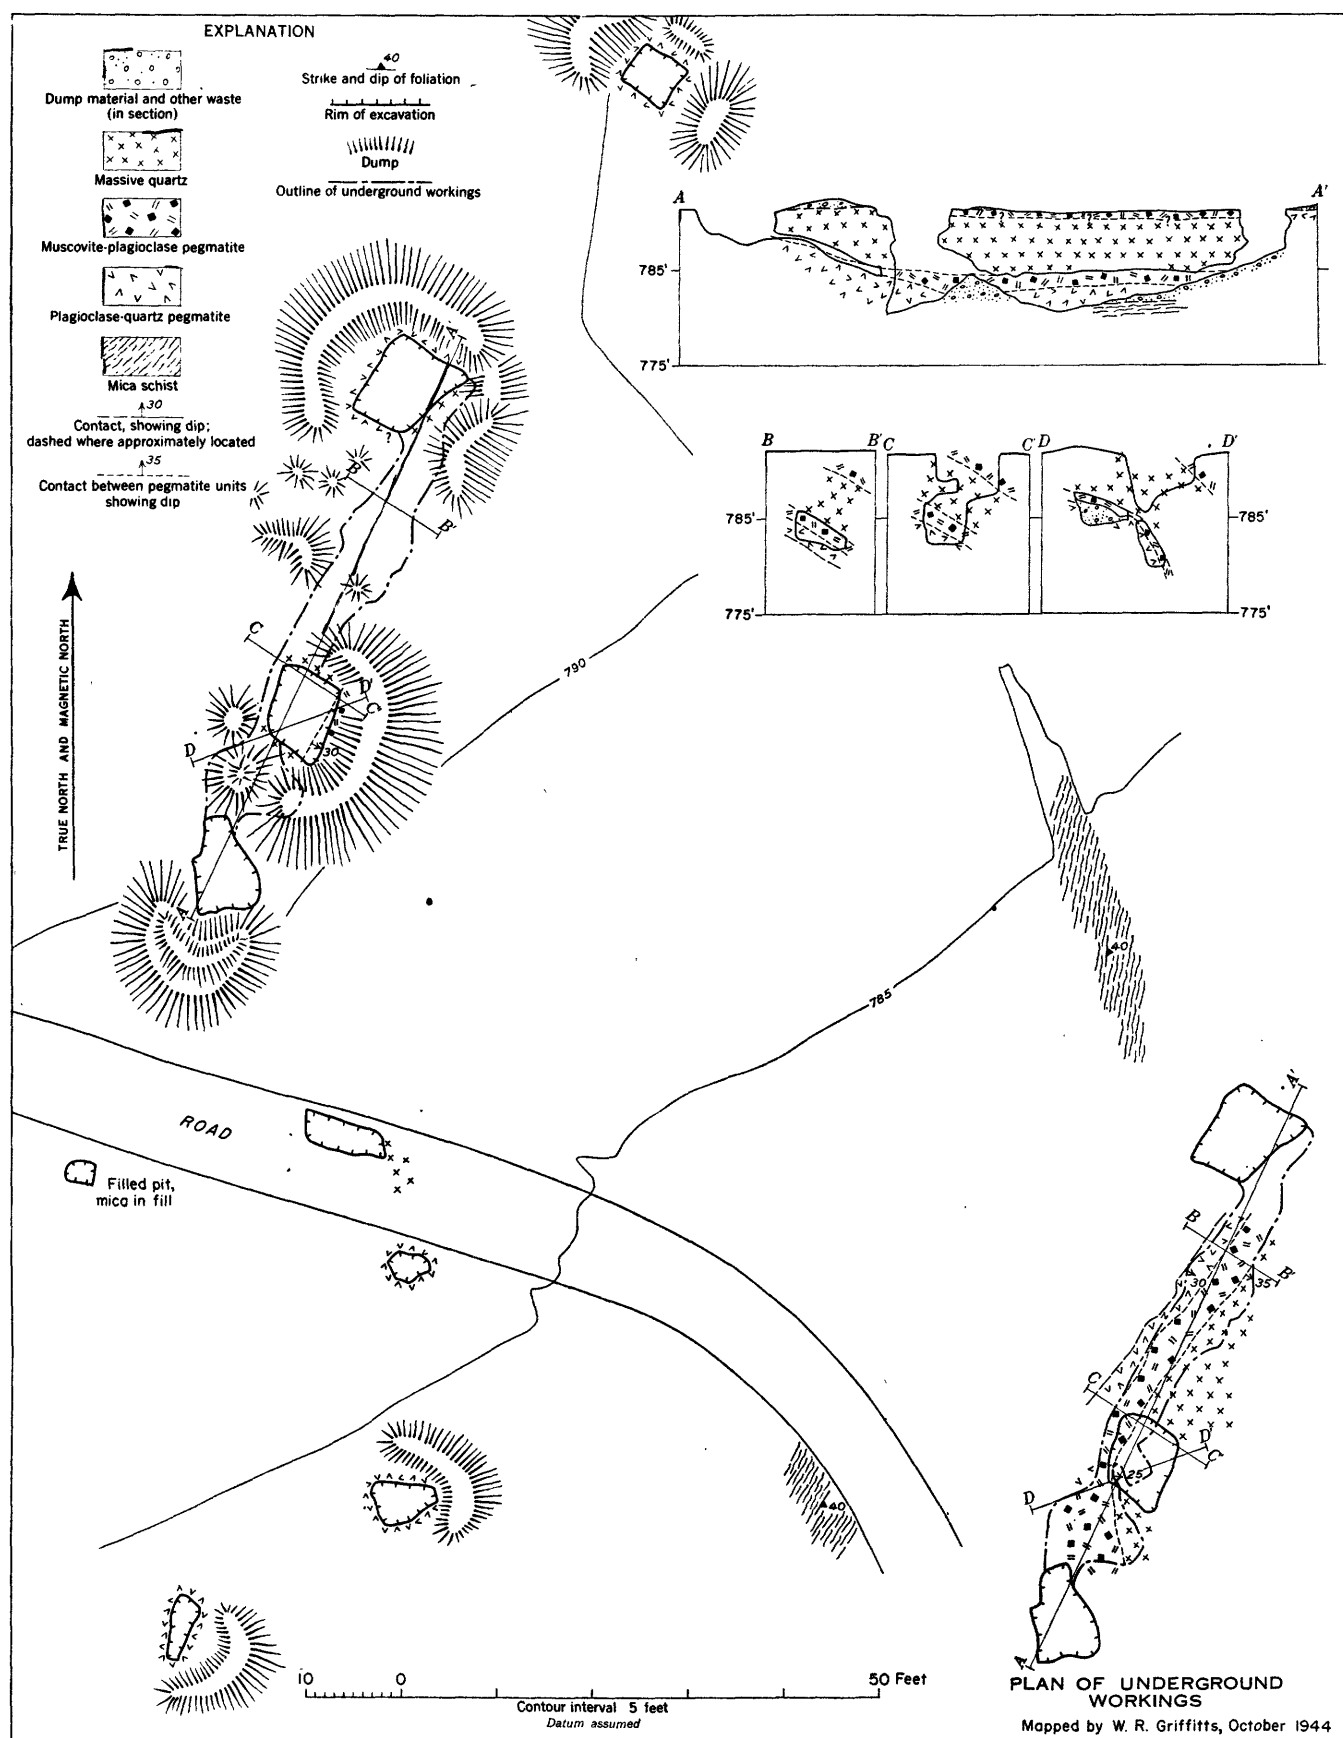 EXPLANATION
Dump material and other waste
(in section)
Massive quartz
Muscovite-plagioclase pegmatite
Plagioclase-quartz pegmatite
Mica schist
30
Contact, showing dip;
dashed where approximately located
35
Contact between pegmatite units
showing dip
40
Strike and dip of foliation
Rim of excavation
Dump
Outline of underground workings
A A'
785'
775'
B B' C C' D D'
785' 785'
775' 775'
TRUE NORTH AND MAGNETIC NORTH
A'
?
B
B'
C
D'
C'
D
30
A
790
785
40
ROAD
Filled pit,
mica in fill
40
A'
B
B'
30 35
C
D'
C'
25
D
A
10 0 50 Feet
Contour interval 5 feet
Datum assumed
PLAN OF UNDERGROUND
WORKINGS
Mapped by W. R. Griffitts, October 1944